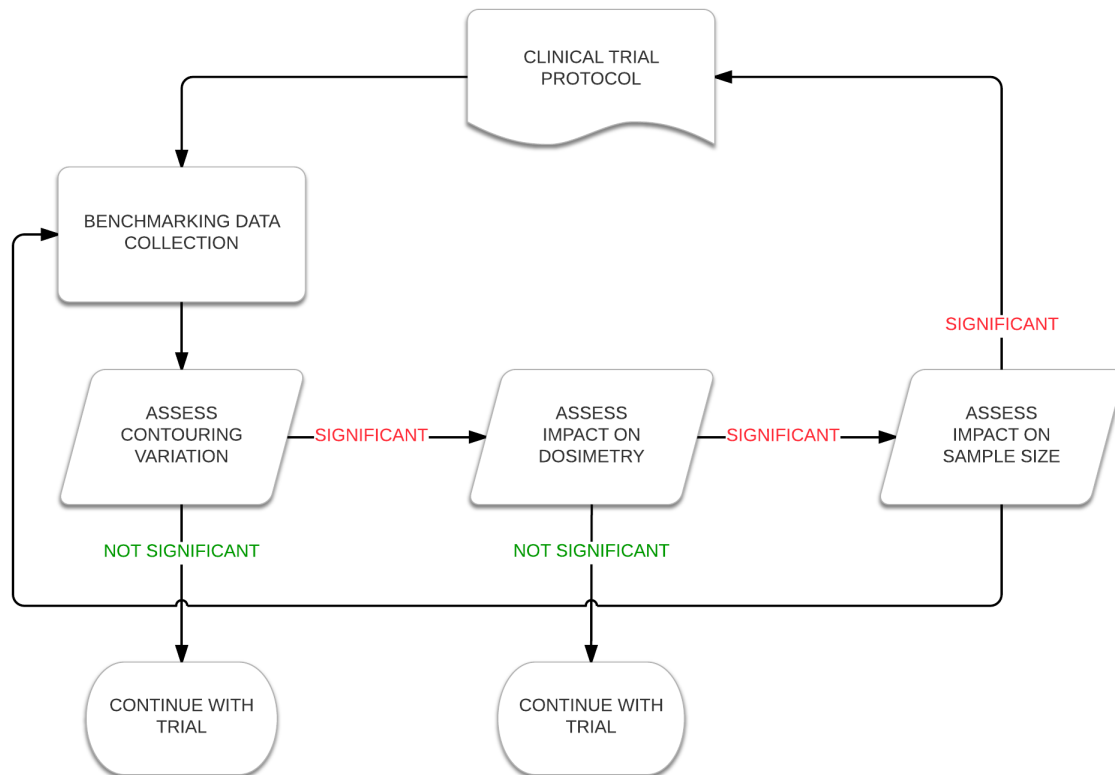 CLINICAL TRIAL
PROTOCOL
BENCHMARKING DATA
COLLECTION
SIGNIFICANT
ASSESS
CONTOURING
VARIATION
SIGNIFICANT
ASSESS
IMPACT ON
DOSIMETRY
SIGNIFICANT
ASSESS
IMPACT ON
SAMPLE SIZE
NOT SIGNIFICANT
NOT SIGNIFICANT
CONTINUE WITH
TRIAL
CONTINUE WITH
TRIAL